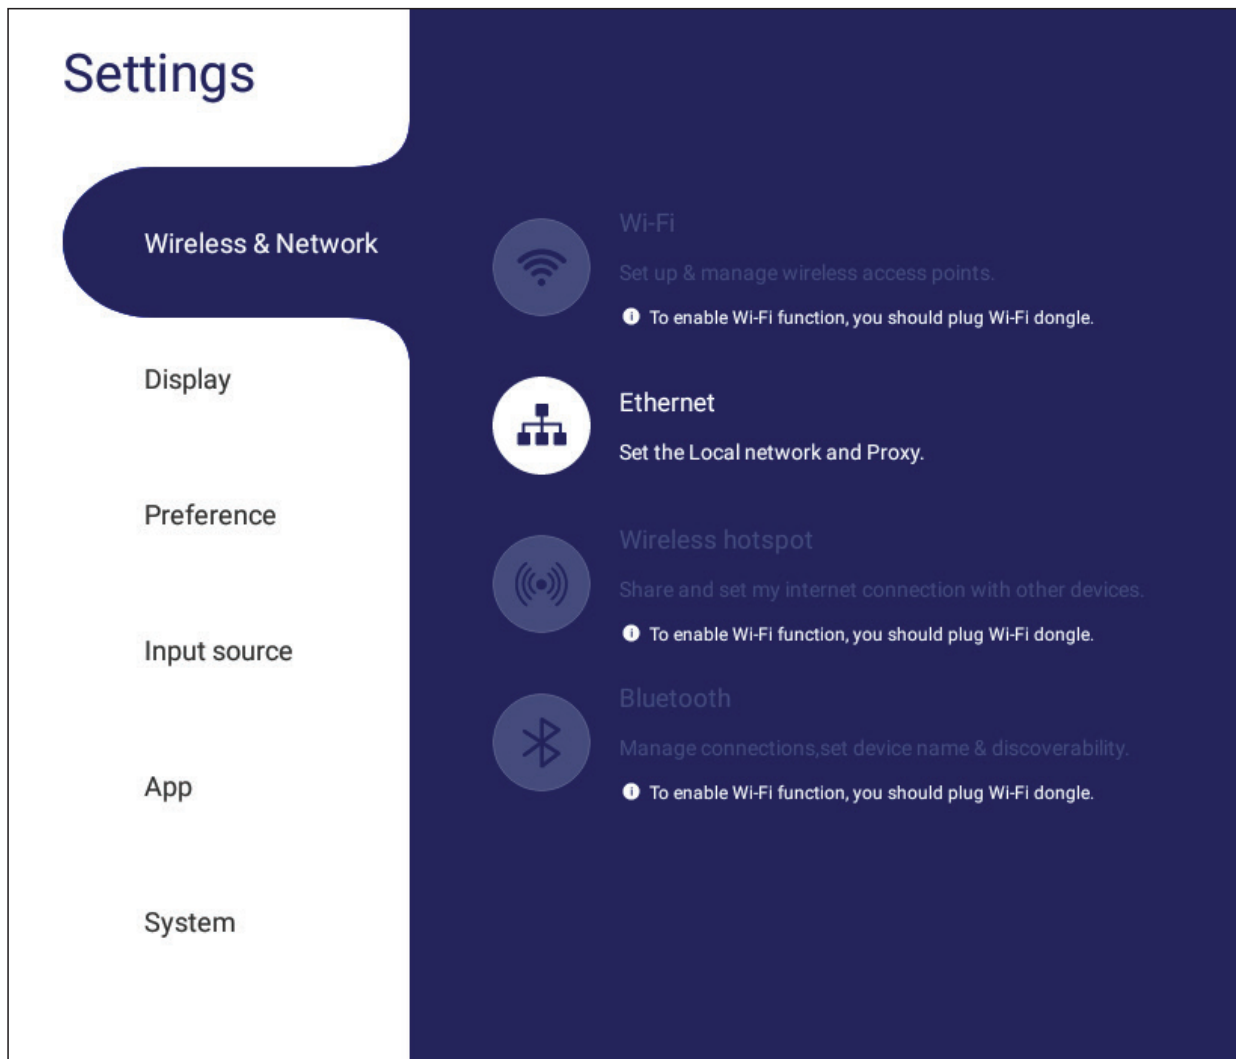 Settings
Wireless & Network
Display
Preference
Input source
App
System
Wi-Fi
Set up & manage wireless access points.
To enable Wi-Fi function, you should plug Wi-Fi dongle.
Ethernet
Set the Local network and Proxy.
Wireless hotspot
Share and set my internet connection with other devices.
To enable Wi-Fi function, you should plug Wi-Fi dongle.
Bluetooth
Manage connections,set device name & discoverability.
To enable Wi-Fi function, you should plug Wi-Fi dongle.